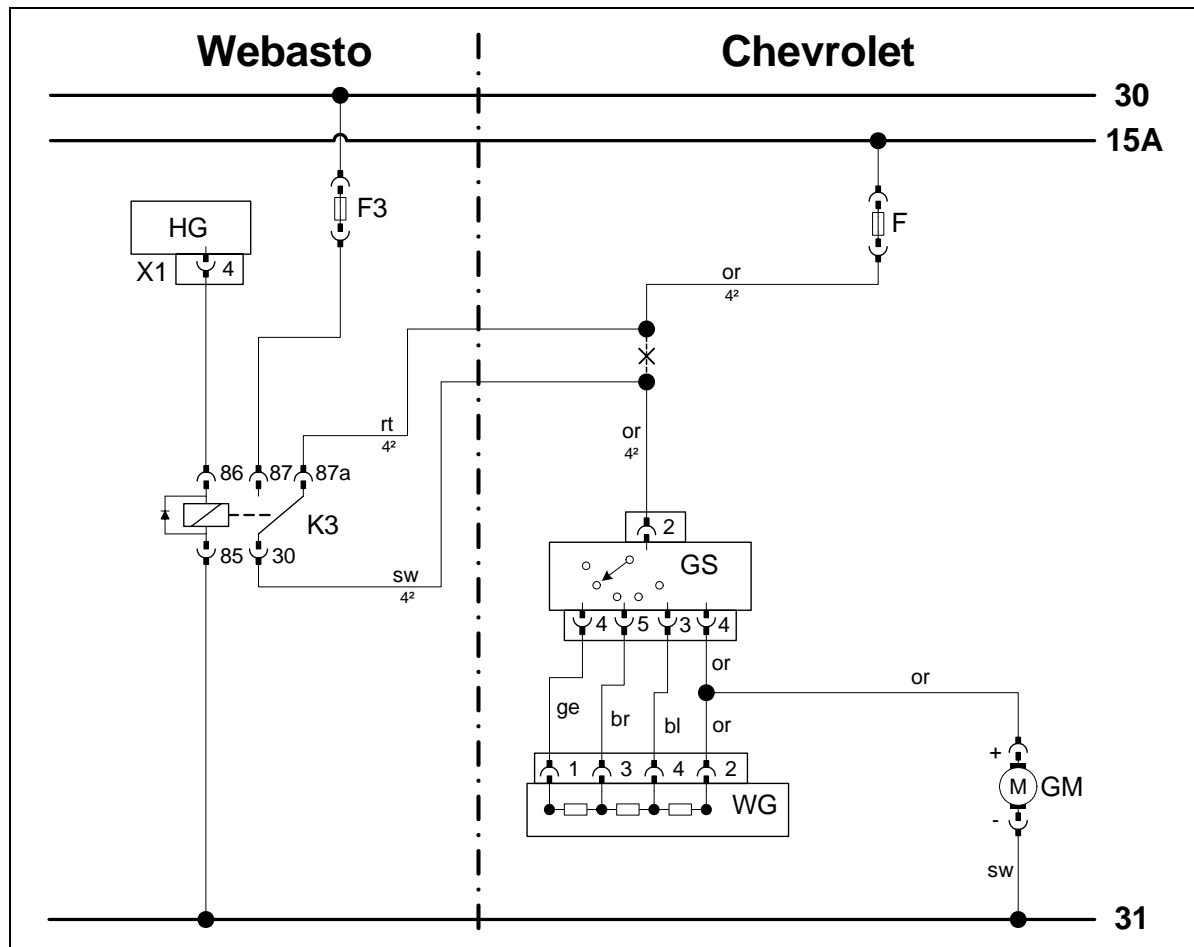 Webasto
Chevrolet
30
15A
HG
X1
4
F3
F
or
4²
rt
4²
or
4²
86
87
87a
K3
85
30
sw
4²
2
GS
4
5
3
4
or
or
ge
br
bl
or
1
3
4
2
WG
+
M
GM
-
sw
31